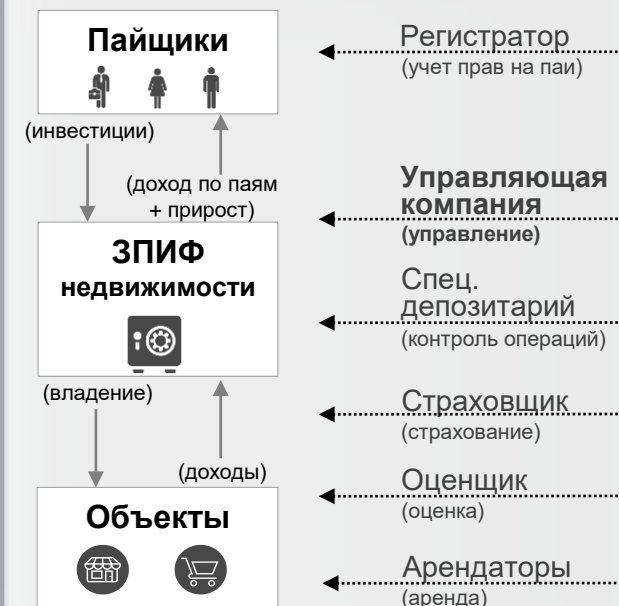 Пайщики
(инвестиции)
(доход по паям
+ прирост)
ЗПИФ
недвижимости
(владение)
(доходы)
Объекты
Регистратор
(учет прав на паи)
Управляющая
компания
(управление)
Спец.
депозитарий
(контроль операций)
Страховщик
(страхование)
Оценщик
(оценка)
Арендаторы
(аренда)